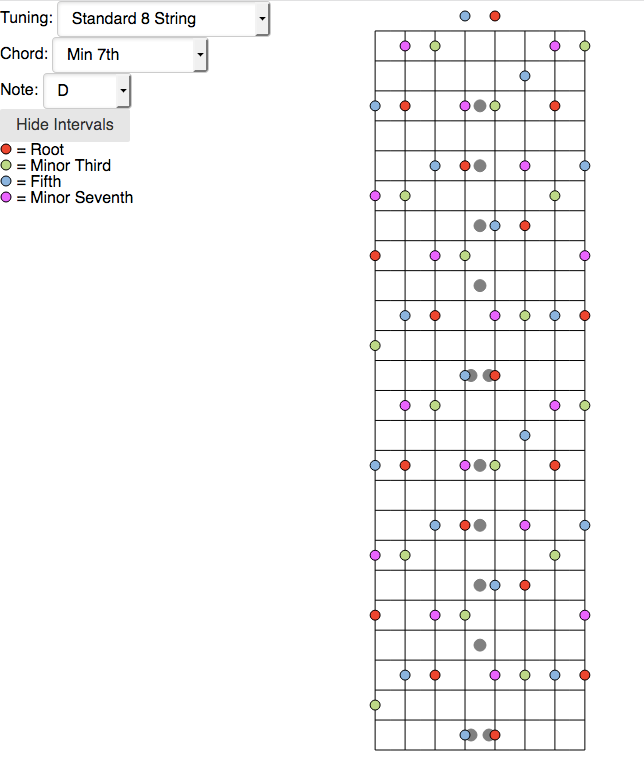 Tuning: Standard 8 String
Chord: Min 7th
Note: D
Hide Intervals
= Root
= Minor Third
= Fifth
= Minor Seventh